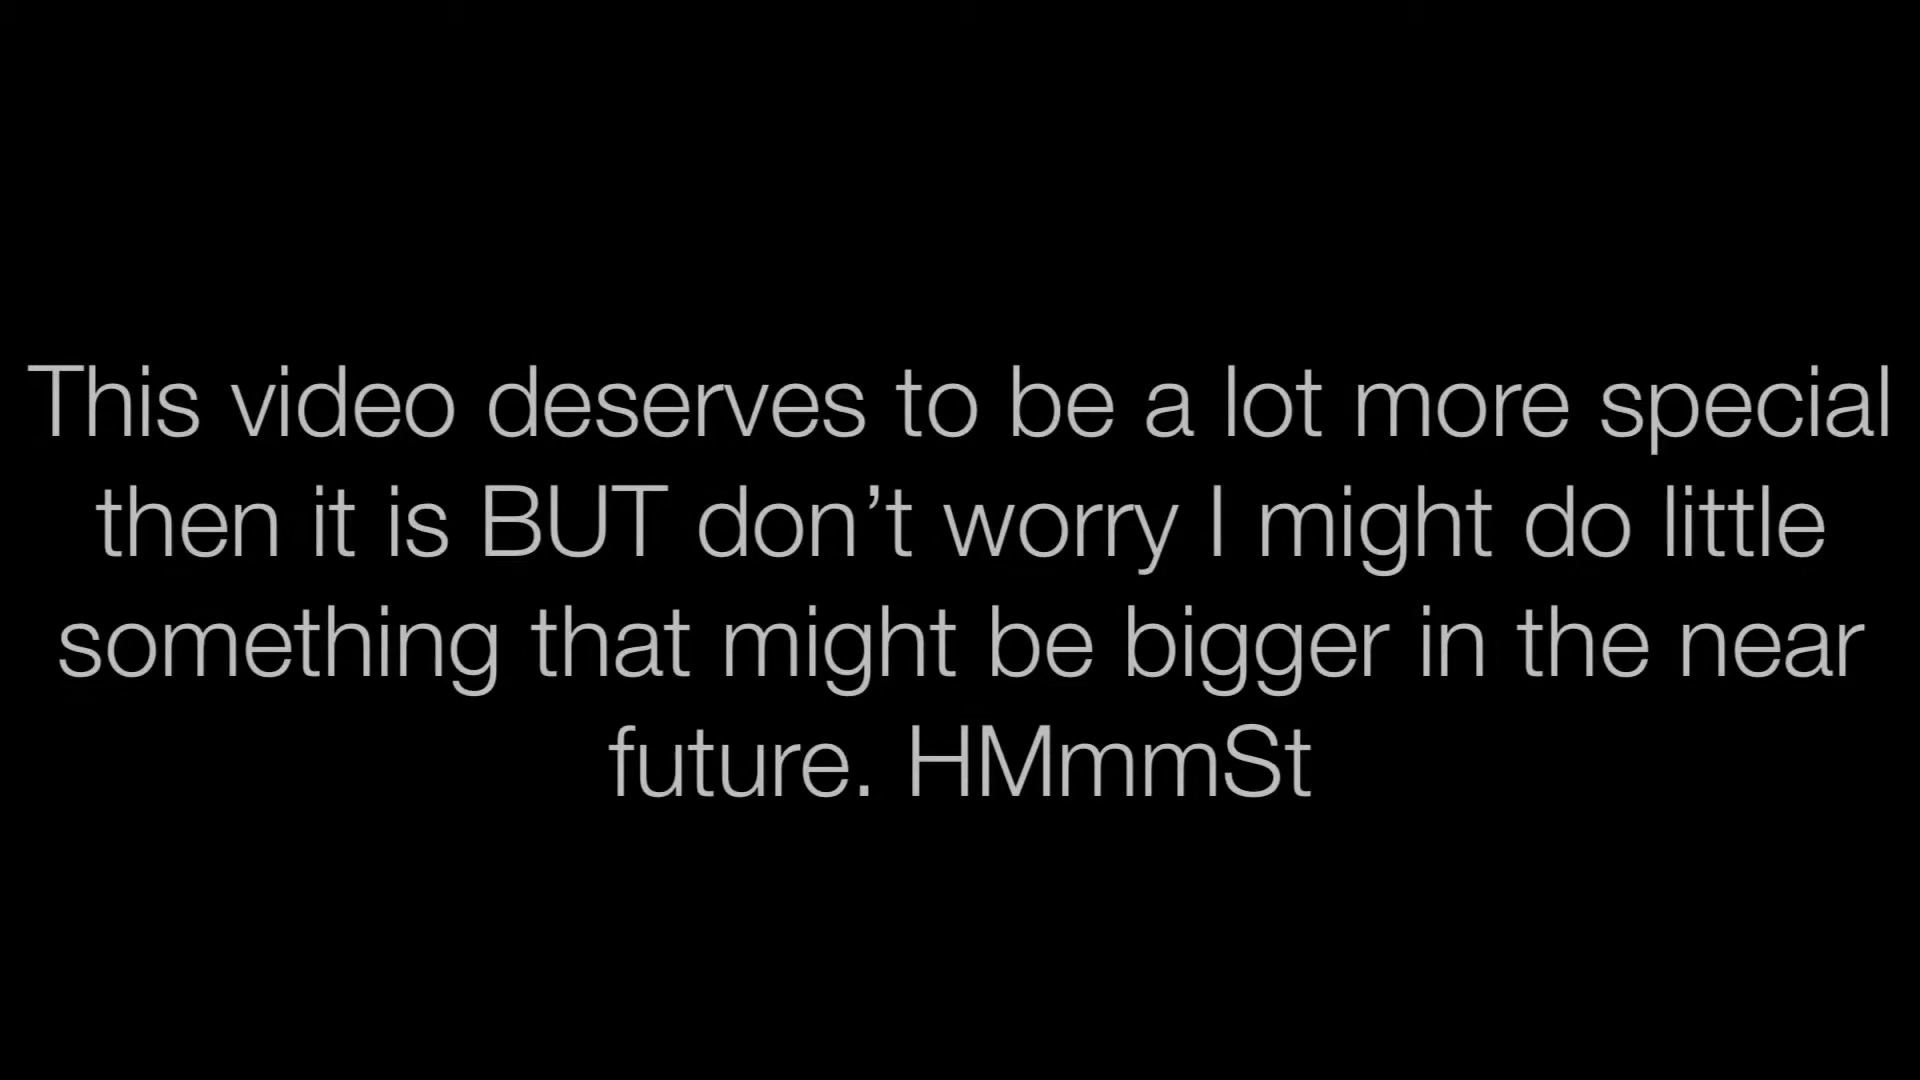 This video deserves to be a lot more special
then it is BUT don’t worry I might do little
something that might be bigger in the near
future. HMmmSt